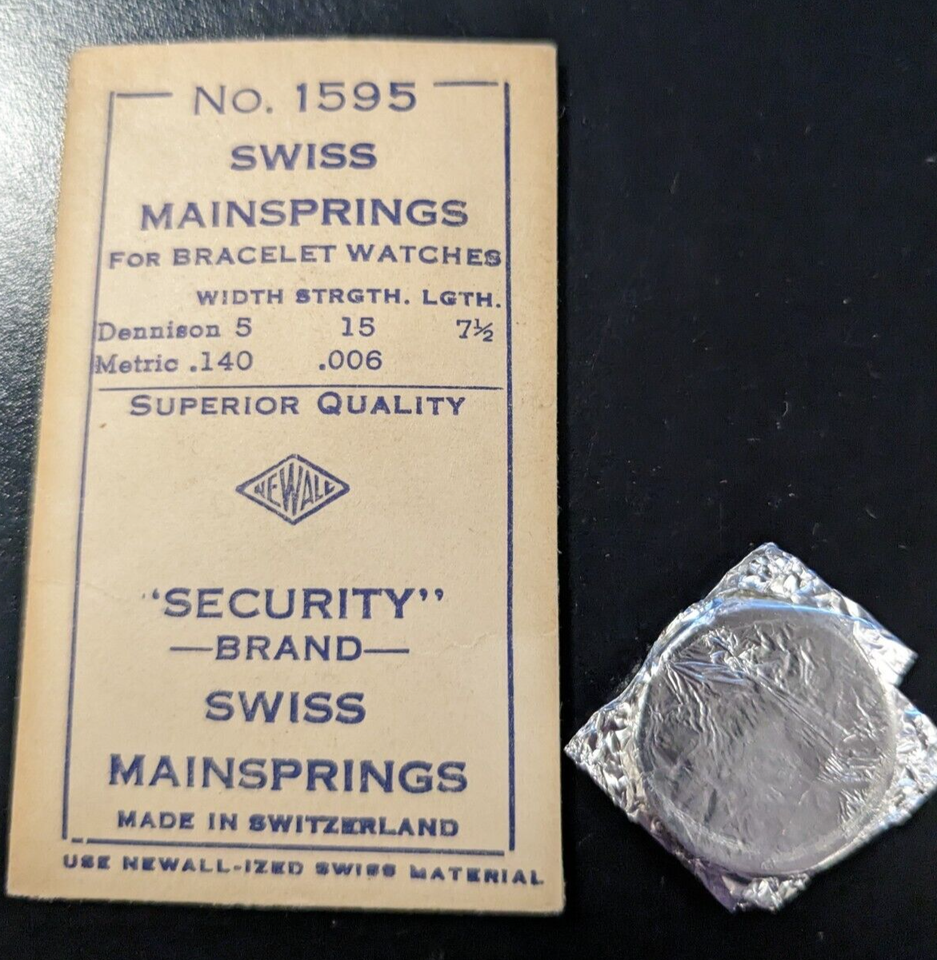 No. 1595
SWISS
MAINSPRINGS
FOR BRACELET WATCHES
WIDTH STRGTH. LGTH.
Dennison 5 15 7½
Metric .140 .006
SUPERIOR QUALITY
NEWALL
"SECURITY"
—BRAND—
SWISS
MAINSPRINGS
MADE IN SWITZERLAND
USE NEWALL-IZED SWISS MATERIAL